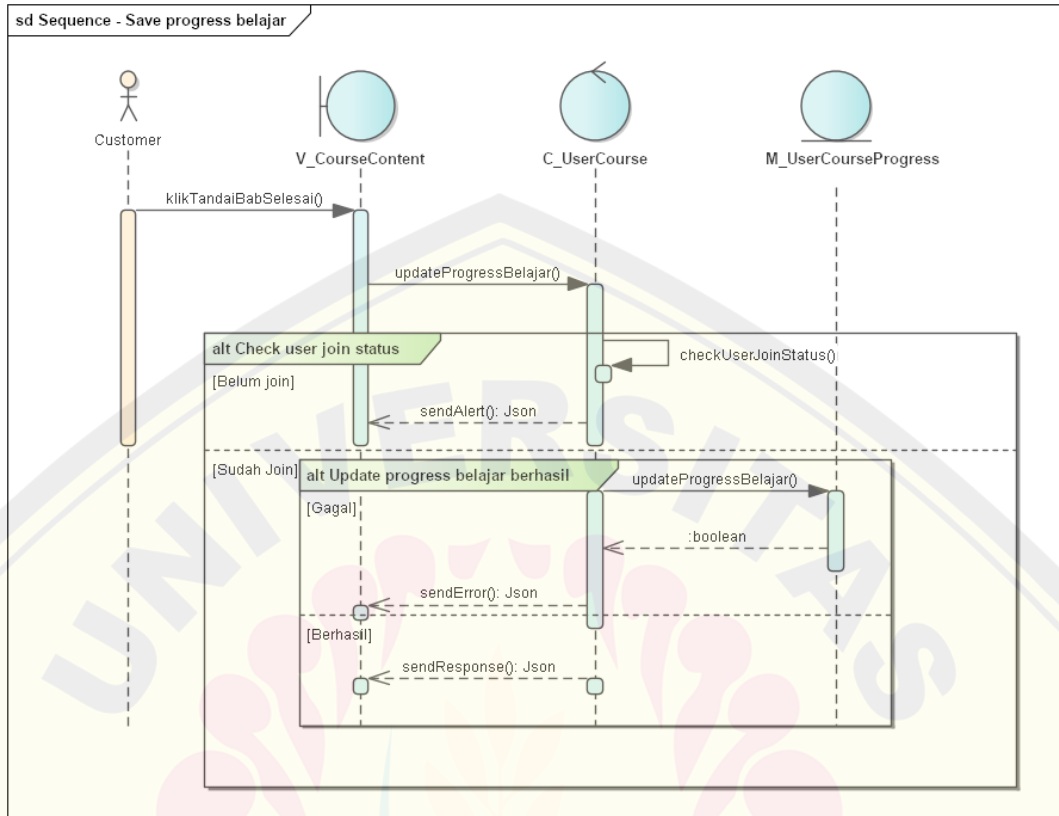 sd Sequence - Save progress belajar
Customer
V_CourseContent
C_UserCourse
M_UserCourseProgress
klikTandaiBabSelesai()
updateProgressBelajar()
alt Check user join status
checkUserJoinStatus()
[Belum join]
sendAlert(): Json
[Sudah Join]
alt Update progress belajar berhasil
updateProgressBelajar()
[Gagal]
:boolean
sendError(): Json
[Berhasil]
sendResponse(): Json
UNIVERSITAS